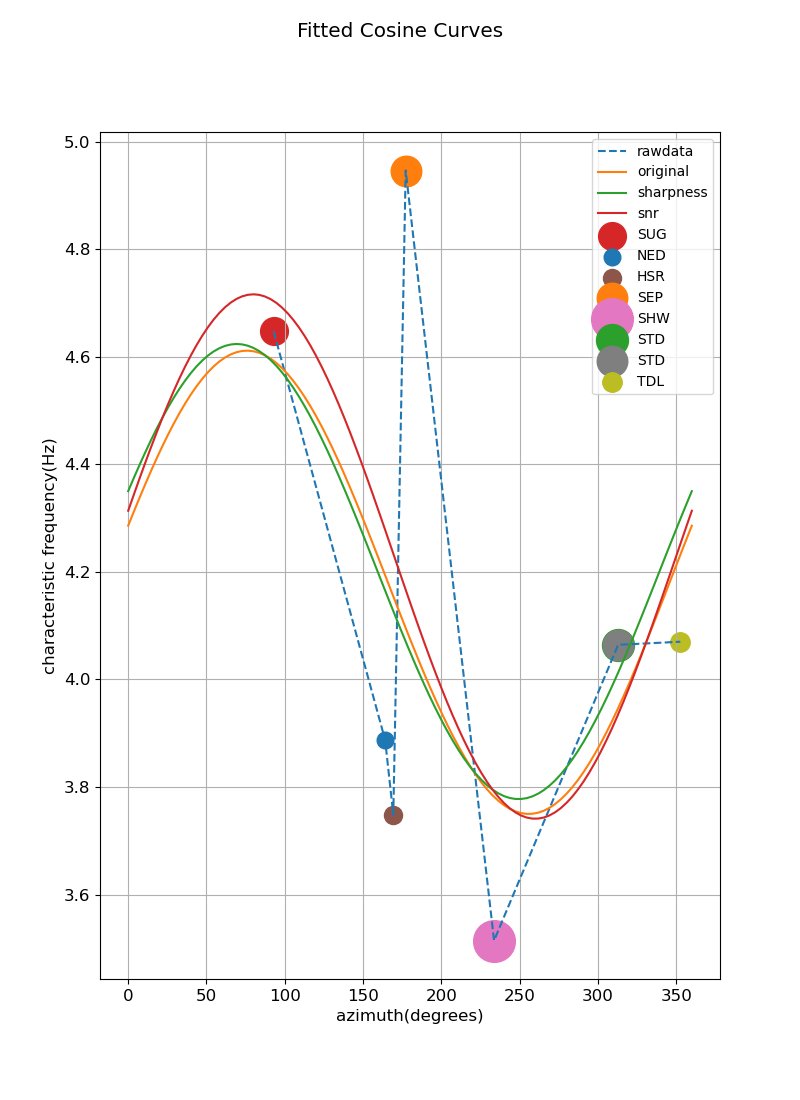 Fitted Cosine Curves
5.0
4.8
4.6
4.4
4.2
4.0
3.8
3.6
characteristic frequency(Hz)
rawdata
original
sharpness
snr
SUG
NED
HSR
SEP
SHW
STD
STD
TDL
0 50 100 150 200 250 300 350
azimuth(degrees)